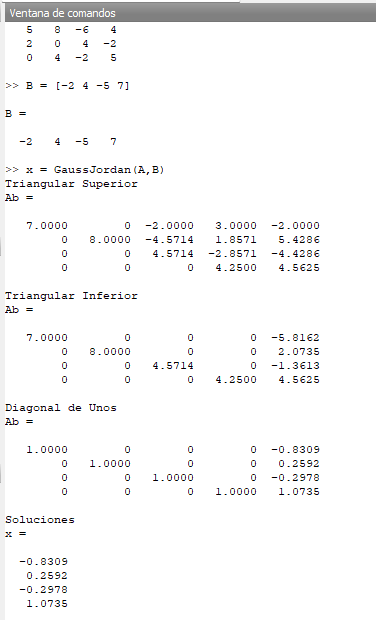 Ventana de comandos
5 8 -6 4
2 0 4 -2
0 4 -2 5
>> B = [-2 4 -5 7]
B =
-2 4 -5 7
>> x = GaussJordan(A,B)
Triangular Superior
Ab =
7.0000 0 -2.0000 3.0000 -2.0000
0 8.0000 -4.5714 1.8571 5.4286
0 0 4.5714 -2.8571 -4.4286
0 0 0 4.2500 4.5625
Triangular Inferior
Ab =
7.0000 0 0 0 -5.8162
0 8.0000 0 0 2.0735
0 0 4.5714 0 -1.3613
0 0 0 4.2500 4.5625
Diagonal de Unos
Ab =
1.0000 0 0 0 -0.8309
0 1.0000 0 0 0.2592
0 0 1.0000 0 -0.2978
0 0 0 1.0000 1.0735
Soluciones
x =
-0.8309
0.2592
-0.2978
1.0735